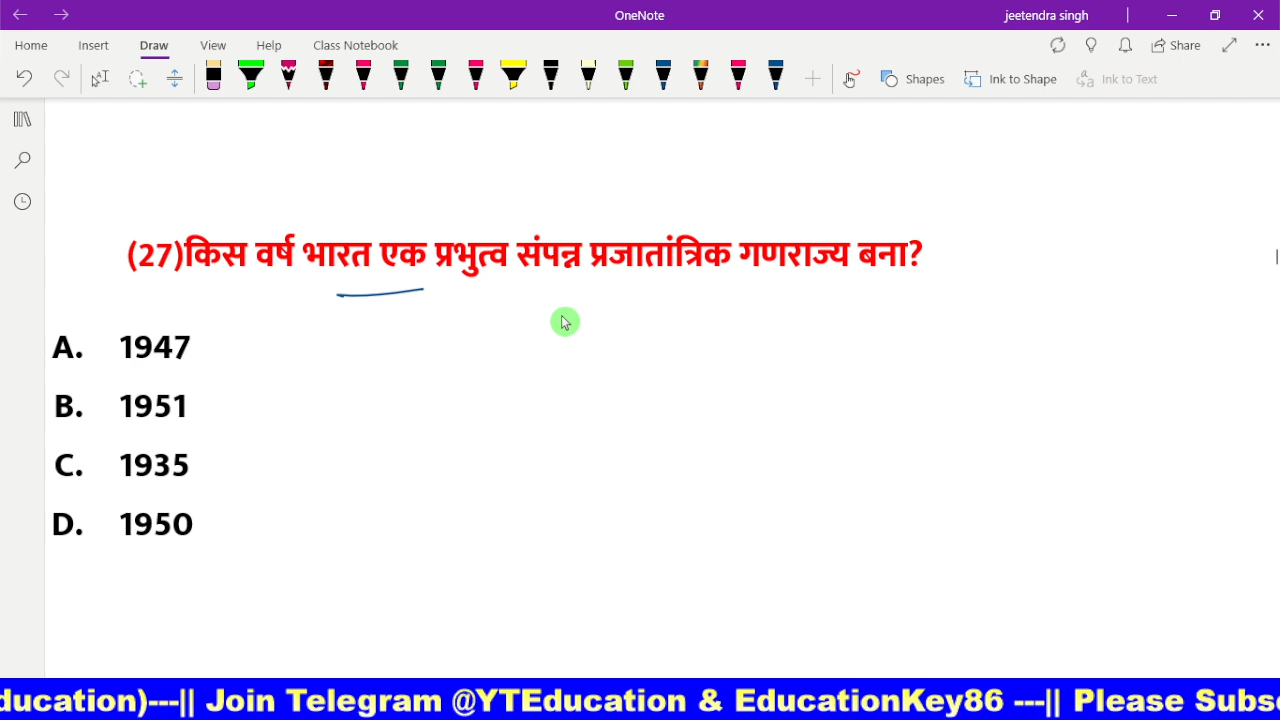 OneNote
jeetendra singh
Home Insert Draw View Help Class Notebook
Share
Shapes Ink to Shape Ink to Text
(27)किस वर्ष भारत एक प्रभुत्व संपन्न प्रजातांत्रिक गणराज्य बना?
A. 1947
B. 1951
C. 1935
D. 1950
ducation)---|| Join Telegram @YTEducation & EducationKey86 ---|| Please Subs